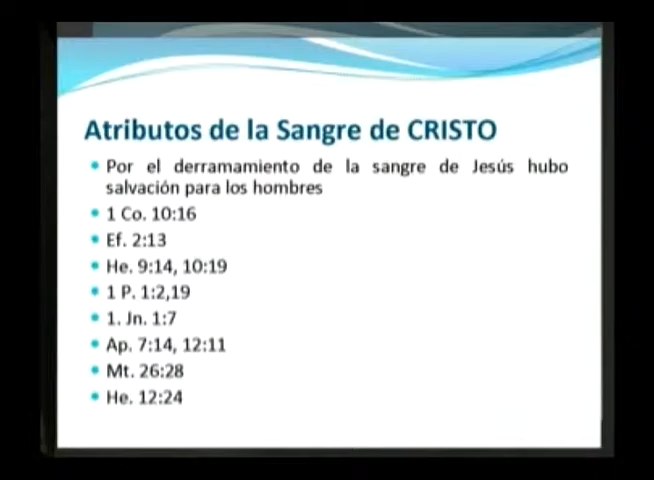 Atributos de la Sangre de CRISTO
Por el derramamiento de la sangre de Jesús hubo
salvación para los hombres
1 Co. 10:16
Ef. 2:13
He. 9:14, 10:19
1 P. 1:2,19
1. Jn. 1:7
Ap. 7:14, 12:11
Mt. 26:28
He. 12:24